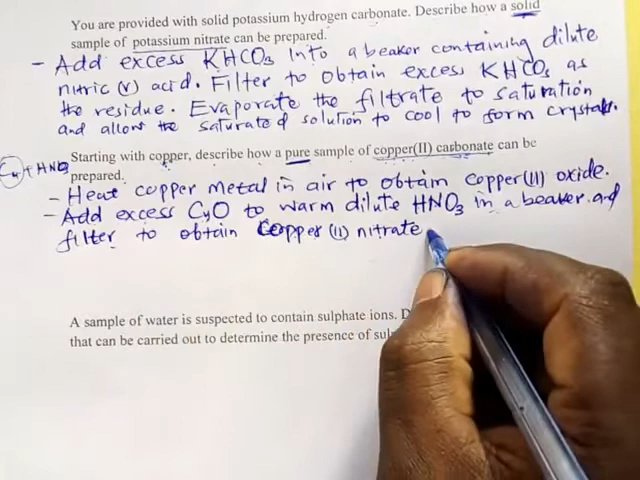 You are provided with solid potassium hydrogen carbonate. Describe how a solid
sample of potassium nitrate can be prepared.
- Add excess KHCO3 into a beaker containing dilute
nitric (v) acid. Filter to obtain excess KHCO3 as
the residue. Evaporate the filtrate to saturation
and allow the saturated solution to cool to form crystals.
Cu + HNO3
Starting with copper, describe how a pure sample of copper(II) carbonate can be
prepared.
- Heat copper metal in air to obtain copper(II) oxide.
- Add excess CuO to warm dilute HNO3 in a beaker and
filter to obtain Copper (II) nitrate
A sample of water is suspected to contain sulphate ions.
that can be carried out to determine the presence of